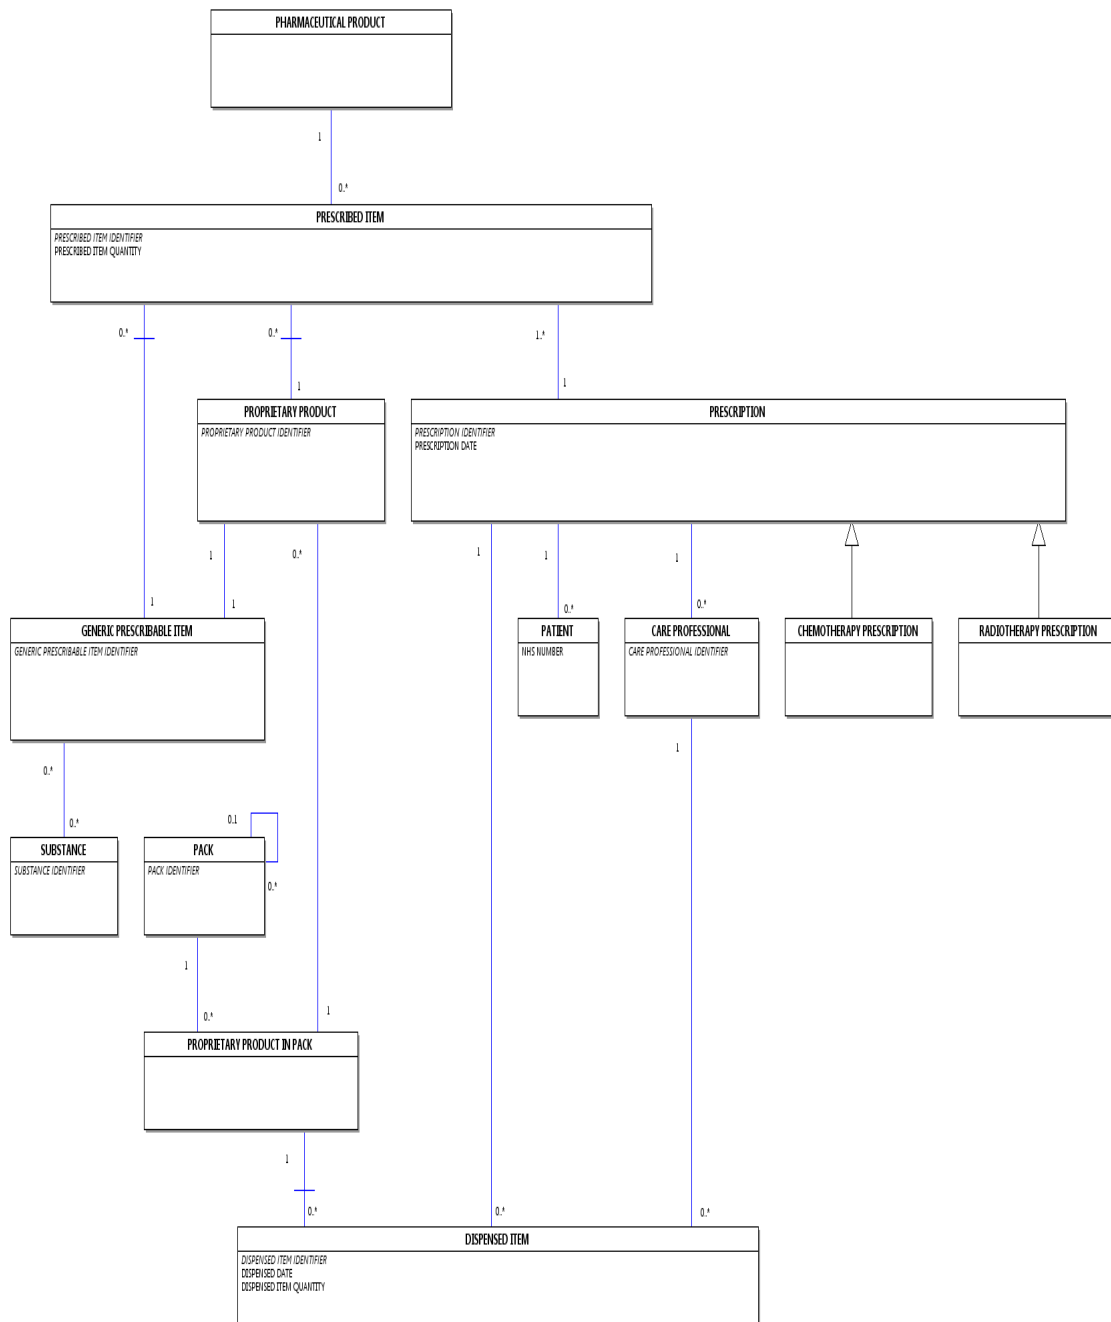 PHARMACEUTICAL PRODUCT
1
0..*
PRESCRIBED ITEM
PRESCRIBED ITEM IDENTIFIER
PRESCRIBED ITEM QUANTITY
0..*
0..*
1..*
1
1
PROPRIETARY PRODUCT
PROPRIETARY PRODUCT IDENTIFIER
PRESCRIPTION
PRESCRIPTION IDENTIFIER
PRESCRIPTION DATE
1
0..*
1
1
1
1
1
0..*
0..*
GENERIC PRESCRIBABLE ITEM
GENERIC PRESCRIBABLE ITEM IDENTIFIER
PATIENT
NHS NUMBER
CARE PROFESSIONAL
CARE PROFESSIONAL IDENTIFIER
CHEMOTHERAPY PRESCRIPTION
RADIOTHERAPY PRESCRIPTION
1
0..*
0..*
0..1
SUBSTANCE
SUBSTANCE IDENTIFIER
PACK
PACK IDENTIFIER
0..*
1
0..*
1
PROPRIETARY PRODUCT IN PACK
1
0..*
0..*
0..*
DISPENSED ITEM
DISPENSED ITEM IDENTIFIER
DISPENSED DATE
DISPENSED ITEM QUANTITY